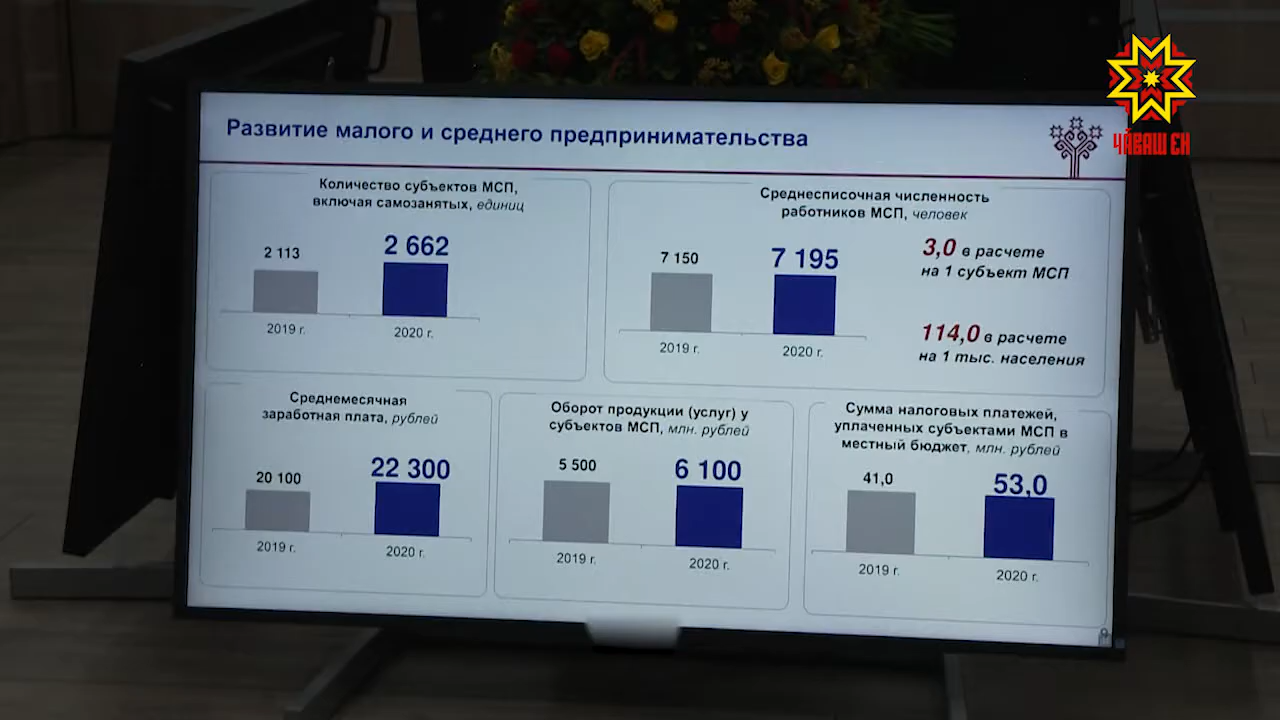 Развитие малого и среднего предпринимательства
ЧӐВАШ ЕН
Количество субъектов МСП,
включая самозанятых, единиц
2 113
2 662
2019 г.
2020 г.
Среднесписочная численность
работников МСП, человек
7 150
7 195
2019 г.
2020 г.
3,0 в расчете
на 1 субъект МСП
114,0 в расчете
на 1 тыс. населения
Среднемесячная
заработная плата, рублей
20 100
22 300
2019 г.
2020 г.
Оборот продукции (услуг) у
субъектов МСП, млн. рублей
5 500
6 100
2019 г.
2020 г.
Сумма налоговых платежей,
уплаченных субъектами МСП в
местный бюджет, млн. рублей
41,0
53,0
2019 г.
2020 г.